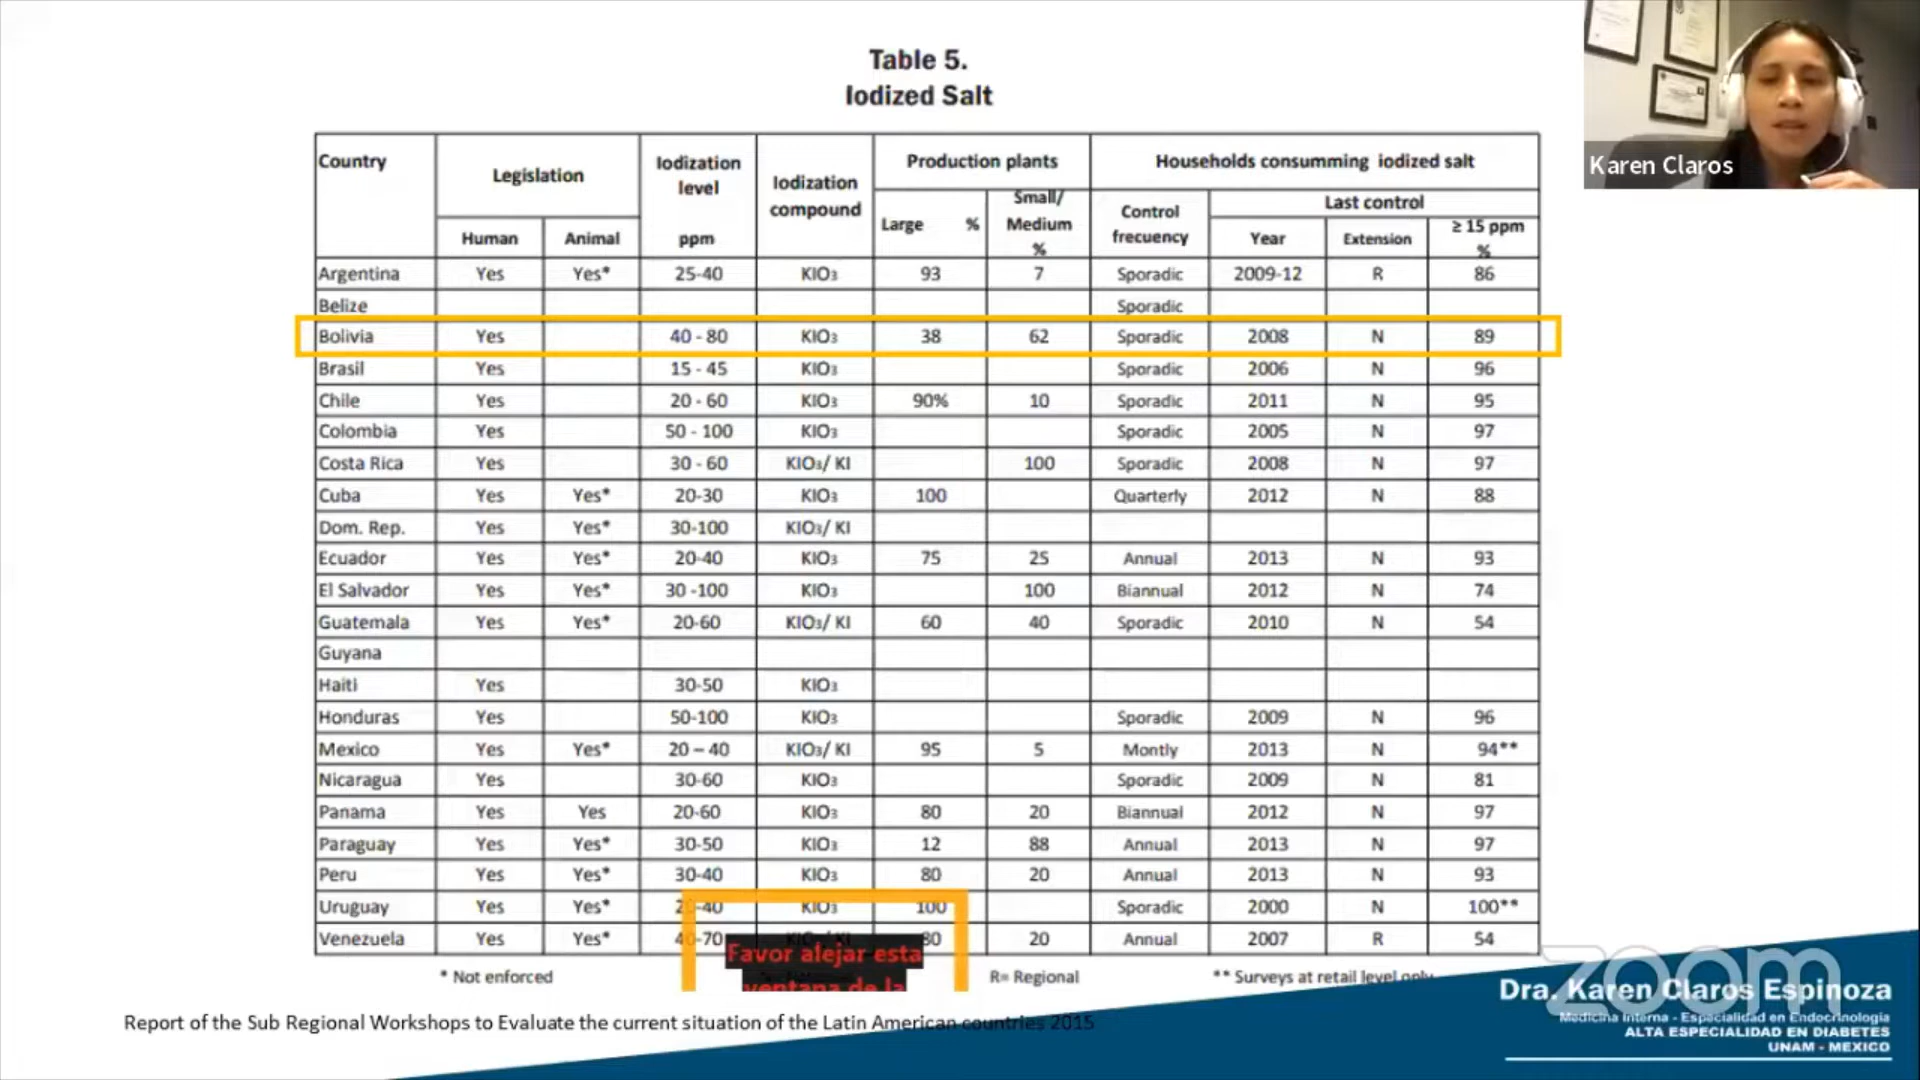 Table 5.
Iodized Salt
Karen Claros
Country Legislation Iodization level ppm Iodization compound Production plants Households consumming iodized salt
Human Animal Large % Small/ Medium % Control frecuency Last control
Year Extension ≥ 15 ppm %
Argentina Yes Yes* 25-40 KIO₃ 93 7 Sporadic 2009-12 R 86
Belize Sporadic
Bolivia Yes 40 - 80 KIO₃ 38 62 Sporadic 2008 N 89
Brasil Yes 15 - 45 KIO₃ Sporadic 2006 N 96
Chile Yes 20 - 60 KIO₃ 90% 10 Sporadic 2011 N 95
Colombia Yes 50 - 100 KIO₃ Sporadic 2005 N 97
Costa Rica Yes 30 - 60 KIO₃/ KI 100 Sporadic 2008 N 97
Cuba Yes Yes* 20-30 KIO₃ 100 Quarterly 2012 N 88
Dom. Rep. Yes Yes* 30-100 KIO₃/ KI
Ecuador Yes Yes* 20-40 KIO₃ 75 25 Annual 2013 N 93
El Salvador Yes Yes* 30 -100 KIO₃ 100 Biannual 2012 N 74
Guatemala Yes Yes* 20-60 KIO₃/ KI 60 40 Sporadic 2010 N 54
Guyana
Haiti Yes 30-50 KIO₃
Honduras Yes 50-100 KIO₃ Sporadic 2009 N 96
Mexico Yes Yes* 20 – 40 KIO₃/ KI 95 5 Montly 2013 N 94**
Nicaragua Yes 30-60 KIO₃ Sporadic 2009 N 81
Panama Yes Yes 20-60 KIO₃ 80 20 Biannual 2012 N 97
Paraguay Yes Yes* 30-50 KIO₃ 12 88 Annual 2013 N 97
Peru Yes Yes* 30-40 KIO₃ 80 20 Annual 2013 N 93
Uruguay Yes Yes* 20-40 KIO₃ 100 Sporadic 2000 N 100**
Venezuela Yes Yes* 40-70 80 20 Annual 2007 R 54
Favor alejar esta
ventana de la
* Not enforced R= Regional ** Surveys at retail level only
zoom
Report of the Sub Regional Workshops to Evaluate the current situation of the Latin American countries 2015
Dra. Karen Claros Espinoza
Medicina Interna - Especialidad en Endocrinología
ALTA ESPECIALIDAD EN DIABETES
UNAM - MEXICO